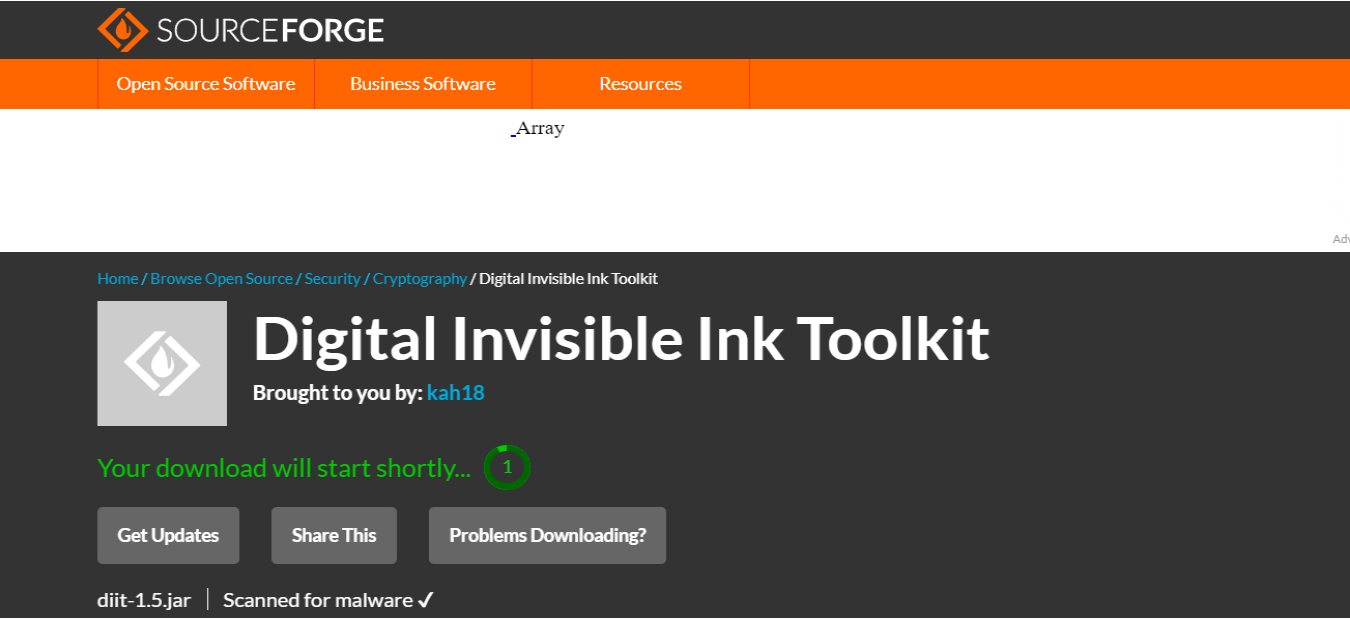 SOURCEFORGE
Open Source Software Business Software Resources
Array
Adv
Home / Browse Open Source / Security / Cryptography / Digital Invisible Ink Toolkit
Digital Invisible Ink Toolkit
Brought to you by: kah18
Your download will start shortly... 1
Get Updates Share This Problems Downloading?
diit-1.5.jar Scanned for malware ✓